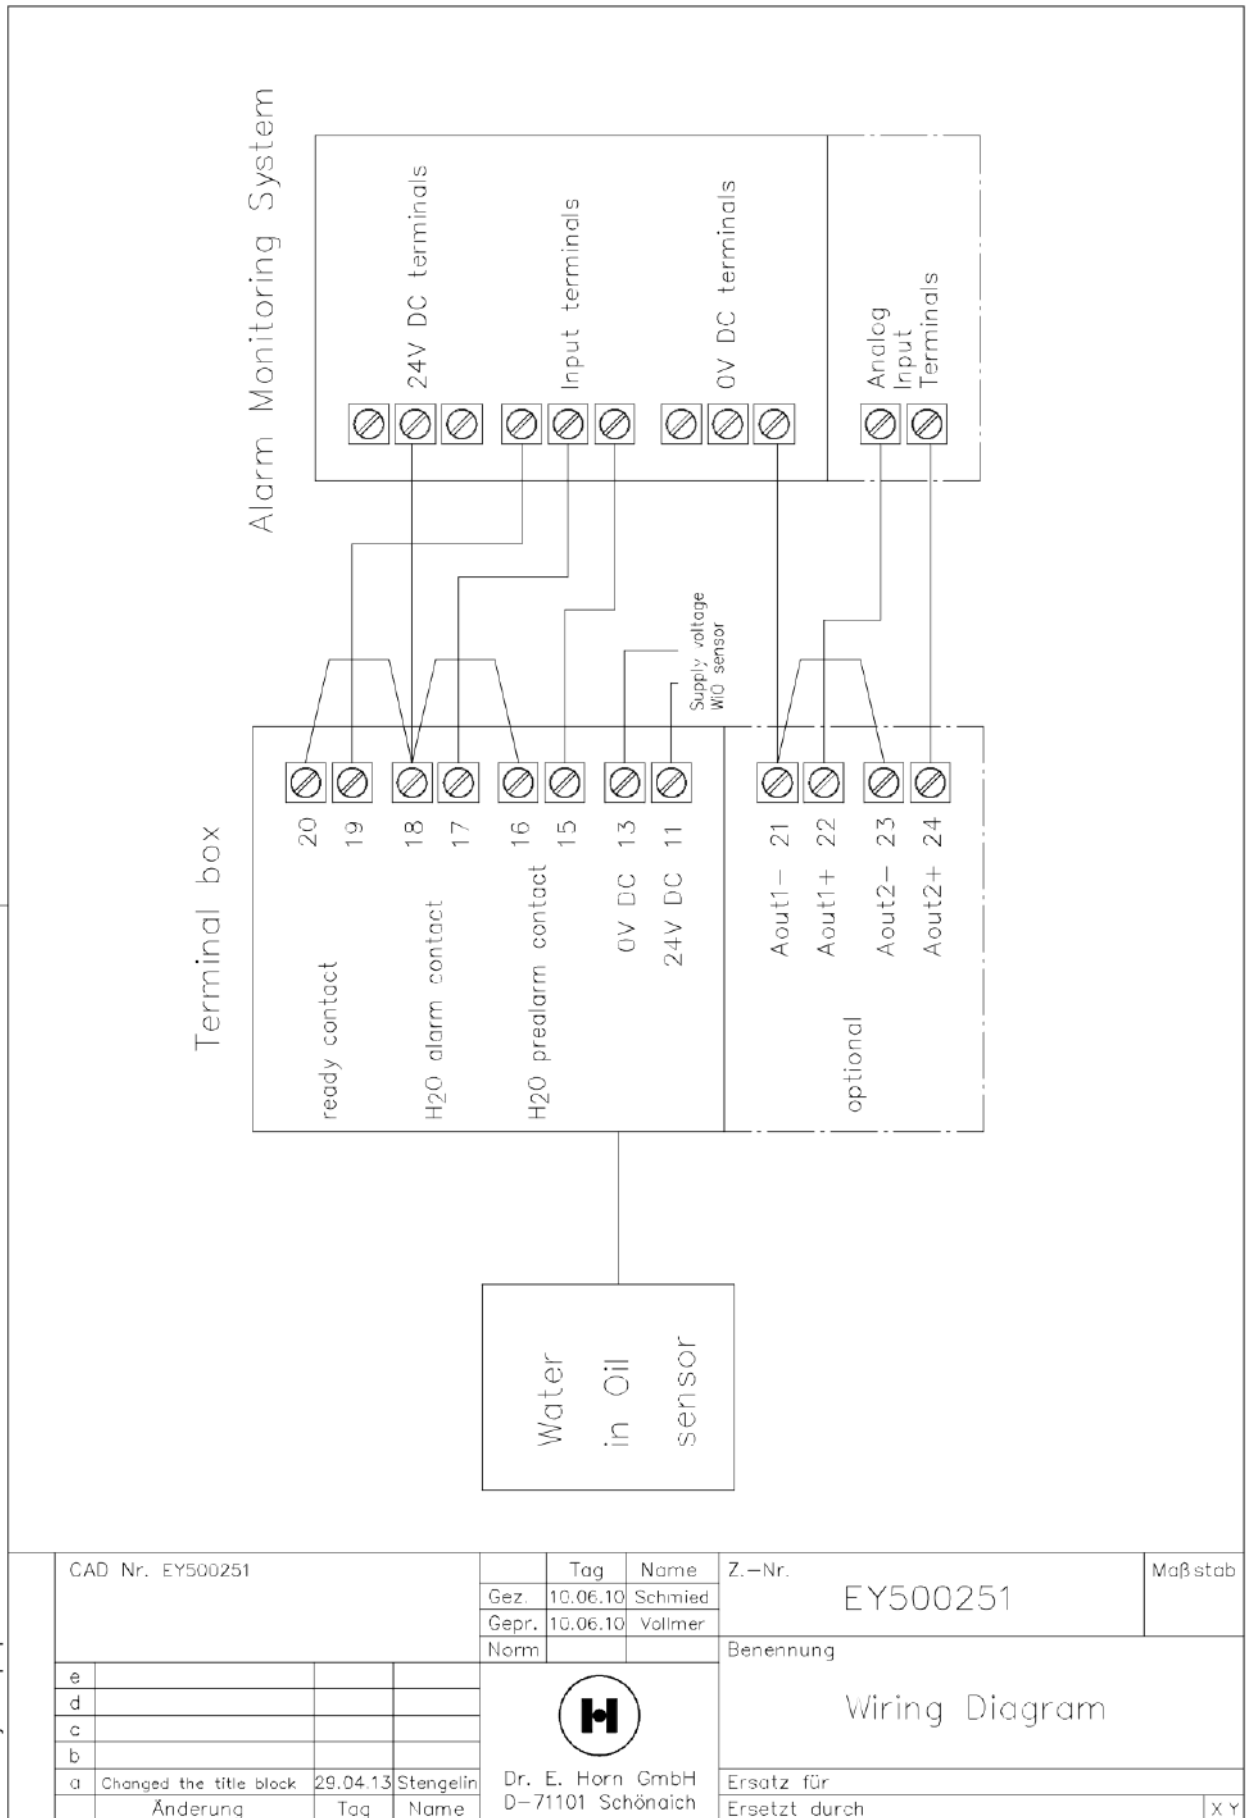 Alarm Monitoring System
24V DC terminals
Input terminals
0V DC terminals
Analog
Input
Terminals
Supply voltage
WiO sensor
Terminal box
20
19
18
17
16
15
0V DC 13
24V DC 11
Aout1- 21
Aout1+ 22
Aout2- 23
Aout2+ 24
ready contact
H2O alarm contact
H2O prealarm contact
optional
Water
in Oil
sensor
CAD Nr. EY500251
Tag Name
Gez. 10.06.10 Schmied
Gepr. 10.06.10 Vollmer
Norm
Z.-Nr.
EY500251
Maßstab
Benennung
Wiring Diagram
e
d
c
b
a Changed the title block 29.04.13 Stengelin
Änderung Tag Name
H
Dr. E. Horn GmbH
D-71101 Schönaich
Ersatz für
Ersetzt durch
X Y